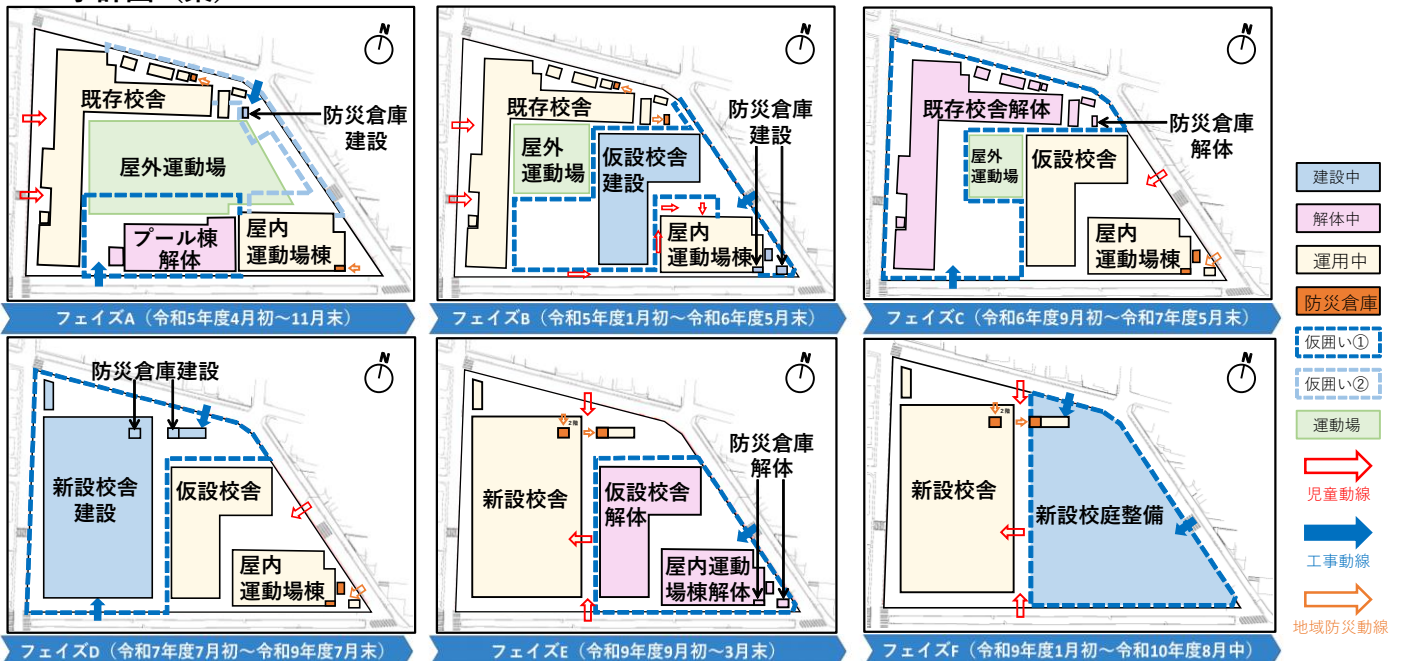 N
既存校舎
防災倉庫
建設
屋外運動場
プール棟
解体
屋内
運動場棟
フェイズA（令和5年度4月初～11月末）
N
既存校舎
防災倉庫
建設
屋外
運動場
仮設校舎
建設
屋内
運動場棟
フェイズB（令和5年度1月初～令和6年度5月末）
N
既存校舎解体
防災倉庫
解体
屋外
運動場
仮設校舎
屋内
運動場棟
フェイズC（令和6年度9月初～令和7年度5月末）
N
防災倉庫建設
新設校舎
建設
仮設校舎
屋内
運動場棟
フェイズD（令和7年度7月初～令和9年度7月末）
N
2階
防災倉庫
解体
新設校舎
仮設校舎
解体
屋内運動
場棟解体
フェイズE（令和9年度9月初～3月末）
N
2階
新設校舎
新設校庭整備
フェイズF（令和9年度1月初～令和10年度8月中）
建設中
解体中
運用中
防災倉庫
仮囲い①
仮囲い②
運動場
児童動線
工事動線
地域防災動線